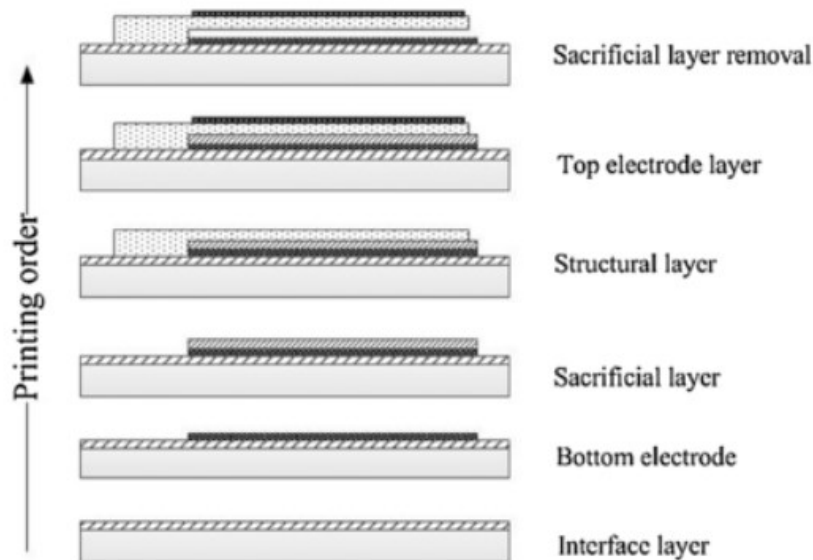 Sacrificial layer removal
Top electrode layer
Structural layer
Sacrificial layer
Bottom electrode
Interface layer
Printing order